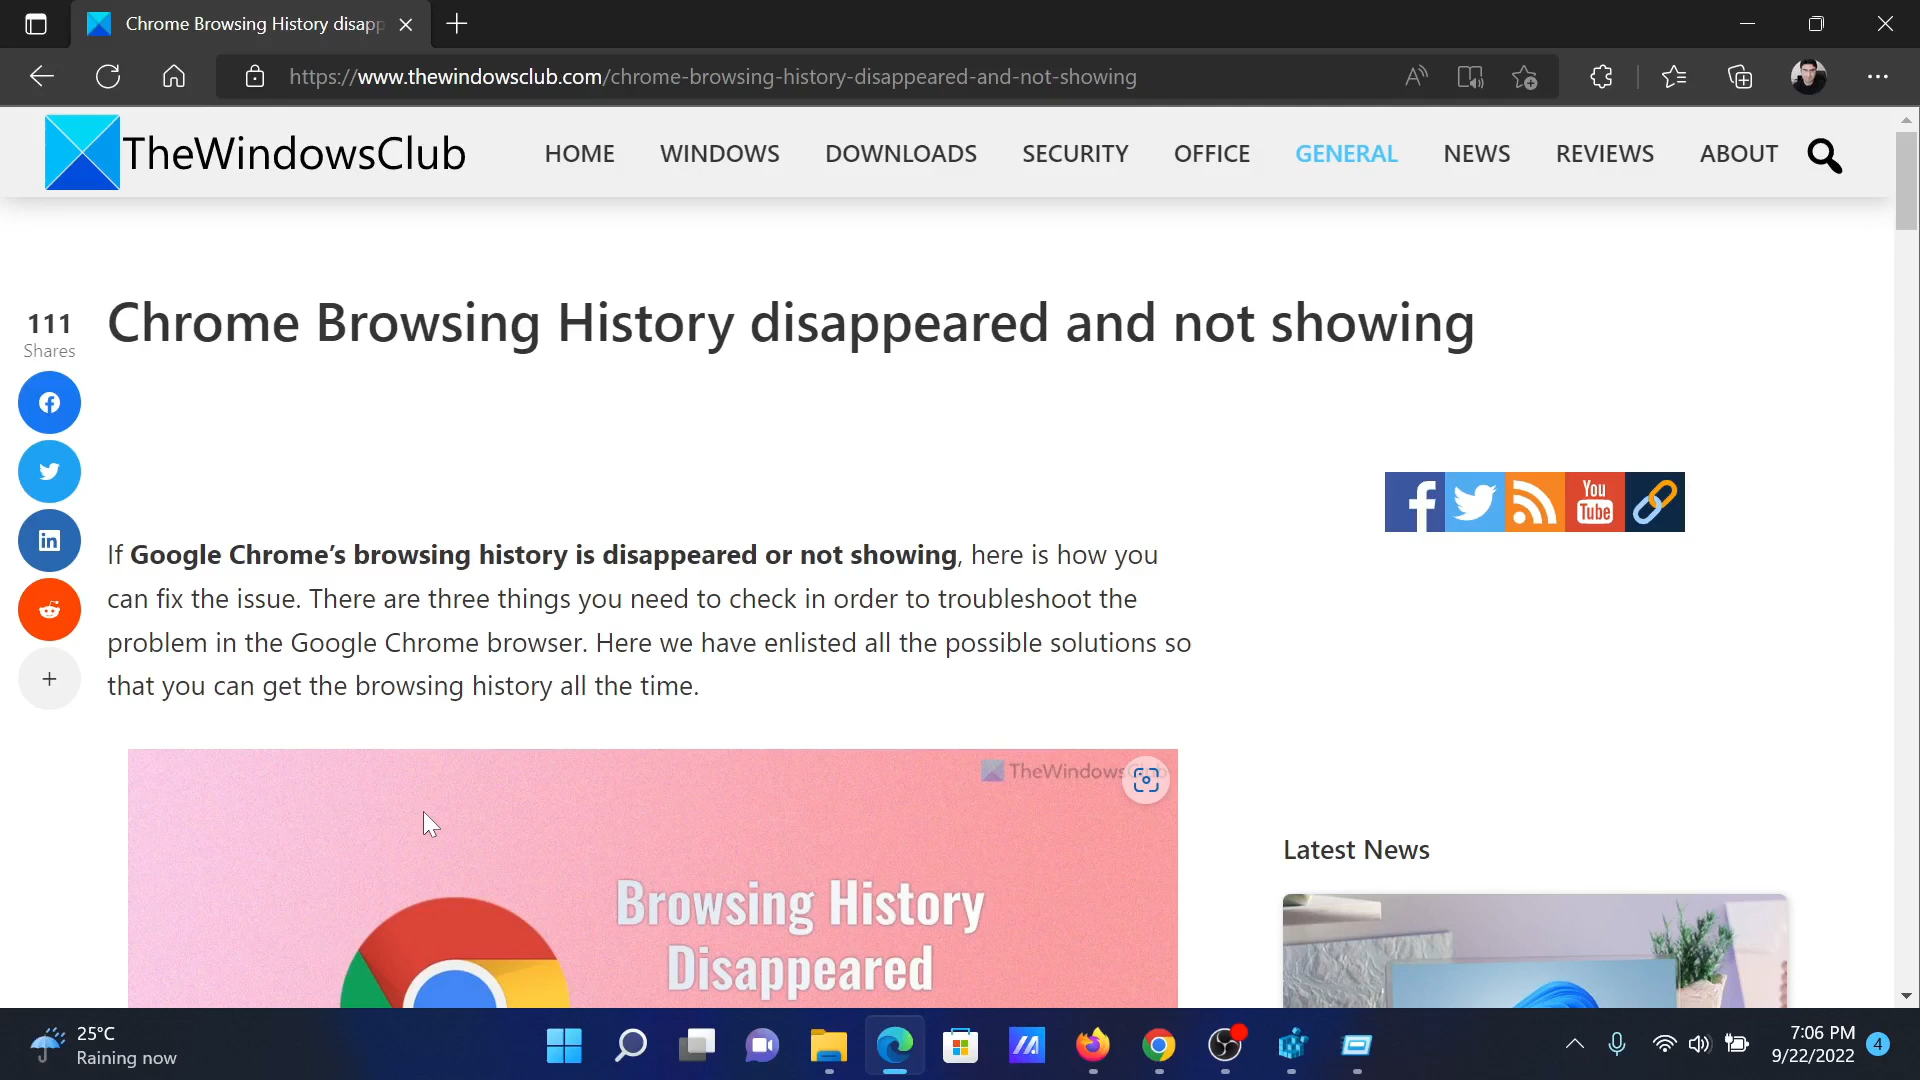 Chrome Browsing History disapp
https://www.thewindowsclub.com/chrome-browsing-history-disappeared-and-not-showing
TheWindowsClub
HOME WINDOWS DOWNLOADS SECURITY OFFICE GENERAL NEWS REVIEWS ABOUT
111
Shares
Chrome Browsing History disappeared and not showing
You
Tube
If Google Chrome’s browsing history is disappeared or not showing, here is how you
can fix the issue. There are three things you need to check in order to troubleshoot the
problem in the Google Chrome browser. Here we have enlisted all the possible solutions so
that you can get the browsing history all the time.
TheWindowsClub
Browsing History
Disappeared
Latest News
25°C
Raining now
7:06 PM
9/22/2022
4